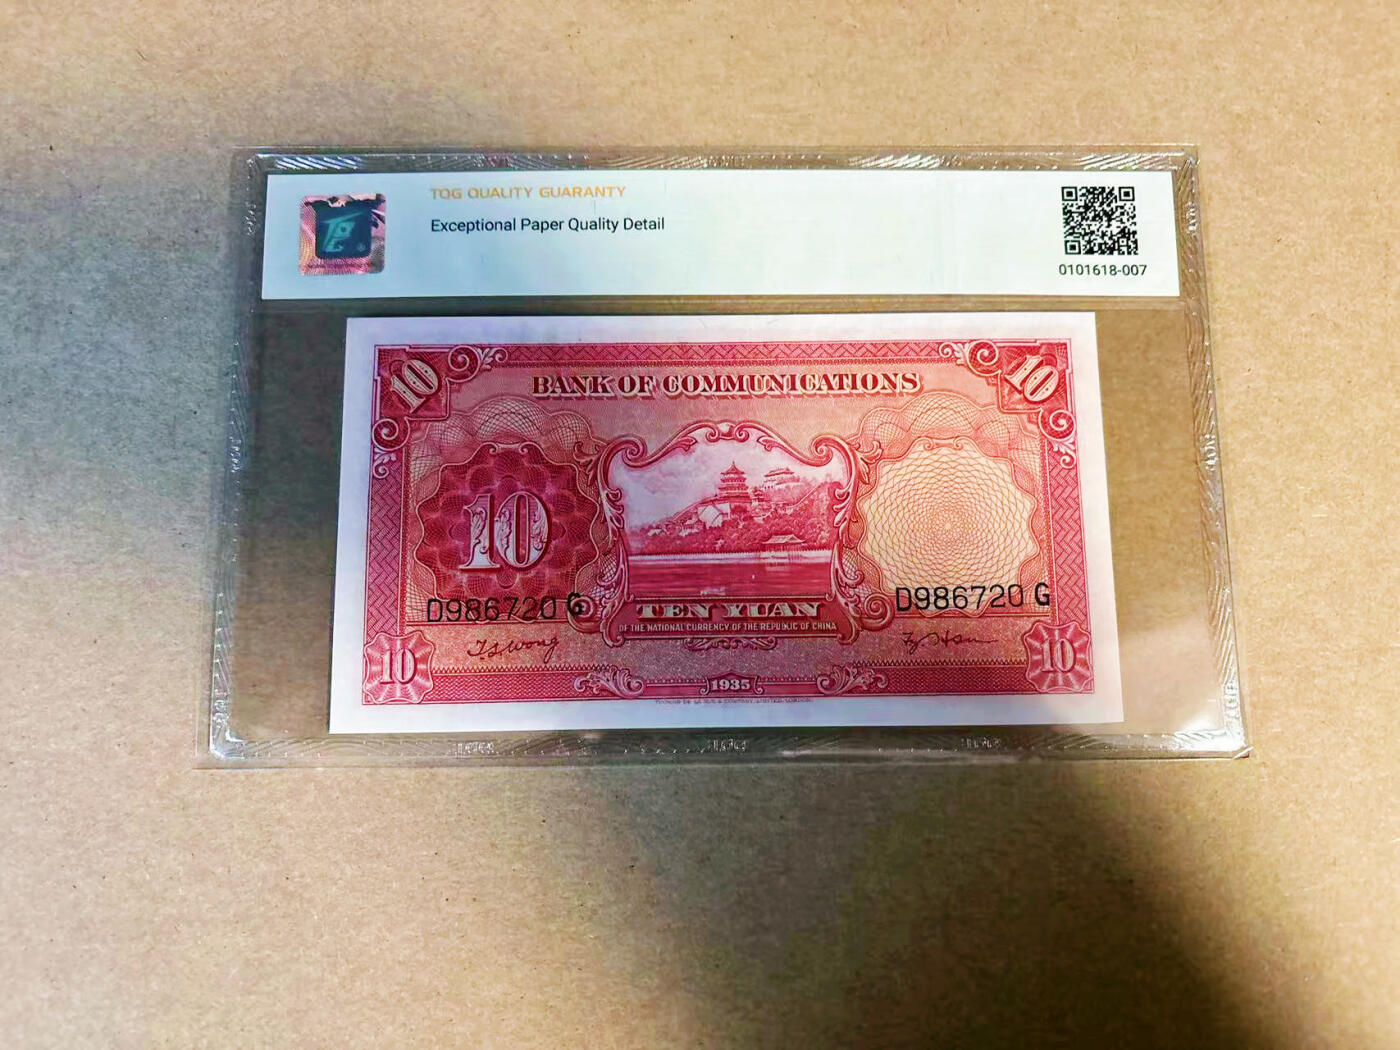 TQG QUALITY GUARANTY
Exceptional Paper Quality Detail
0101618-007
10 10
BANK OF COMMUNICATIONS
10
D986720 G D986720 G
TEN YUAN
OF THE NATIONAL CURRENCY OF THE REPUBLIC OF CHINA
T.S Wong
10 10
1935